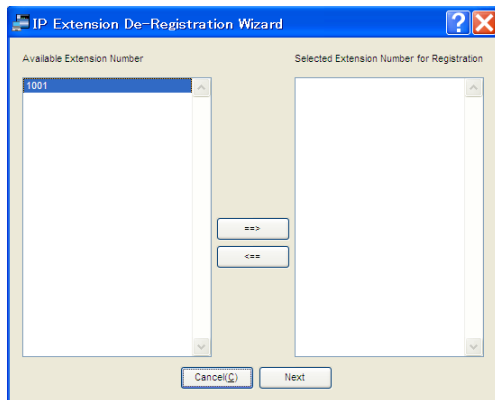 IP Extension De-Registration Wizard
Available Extension Number
Selected Extension Number for Registration
1001
==>
<==
Cancel(C)
Next